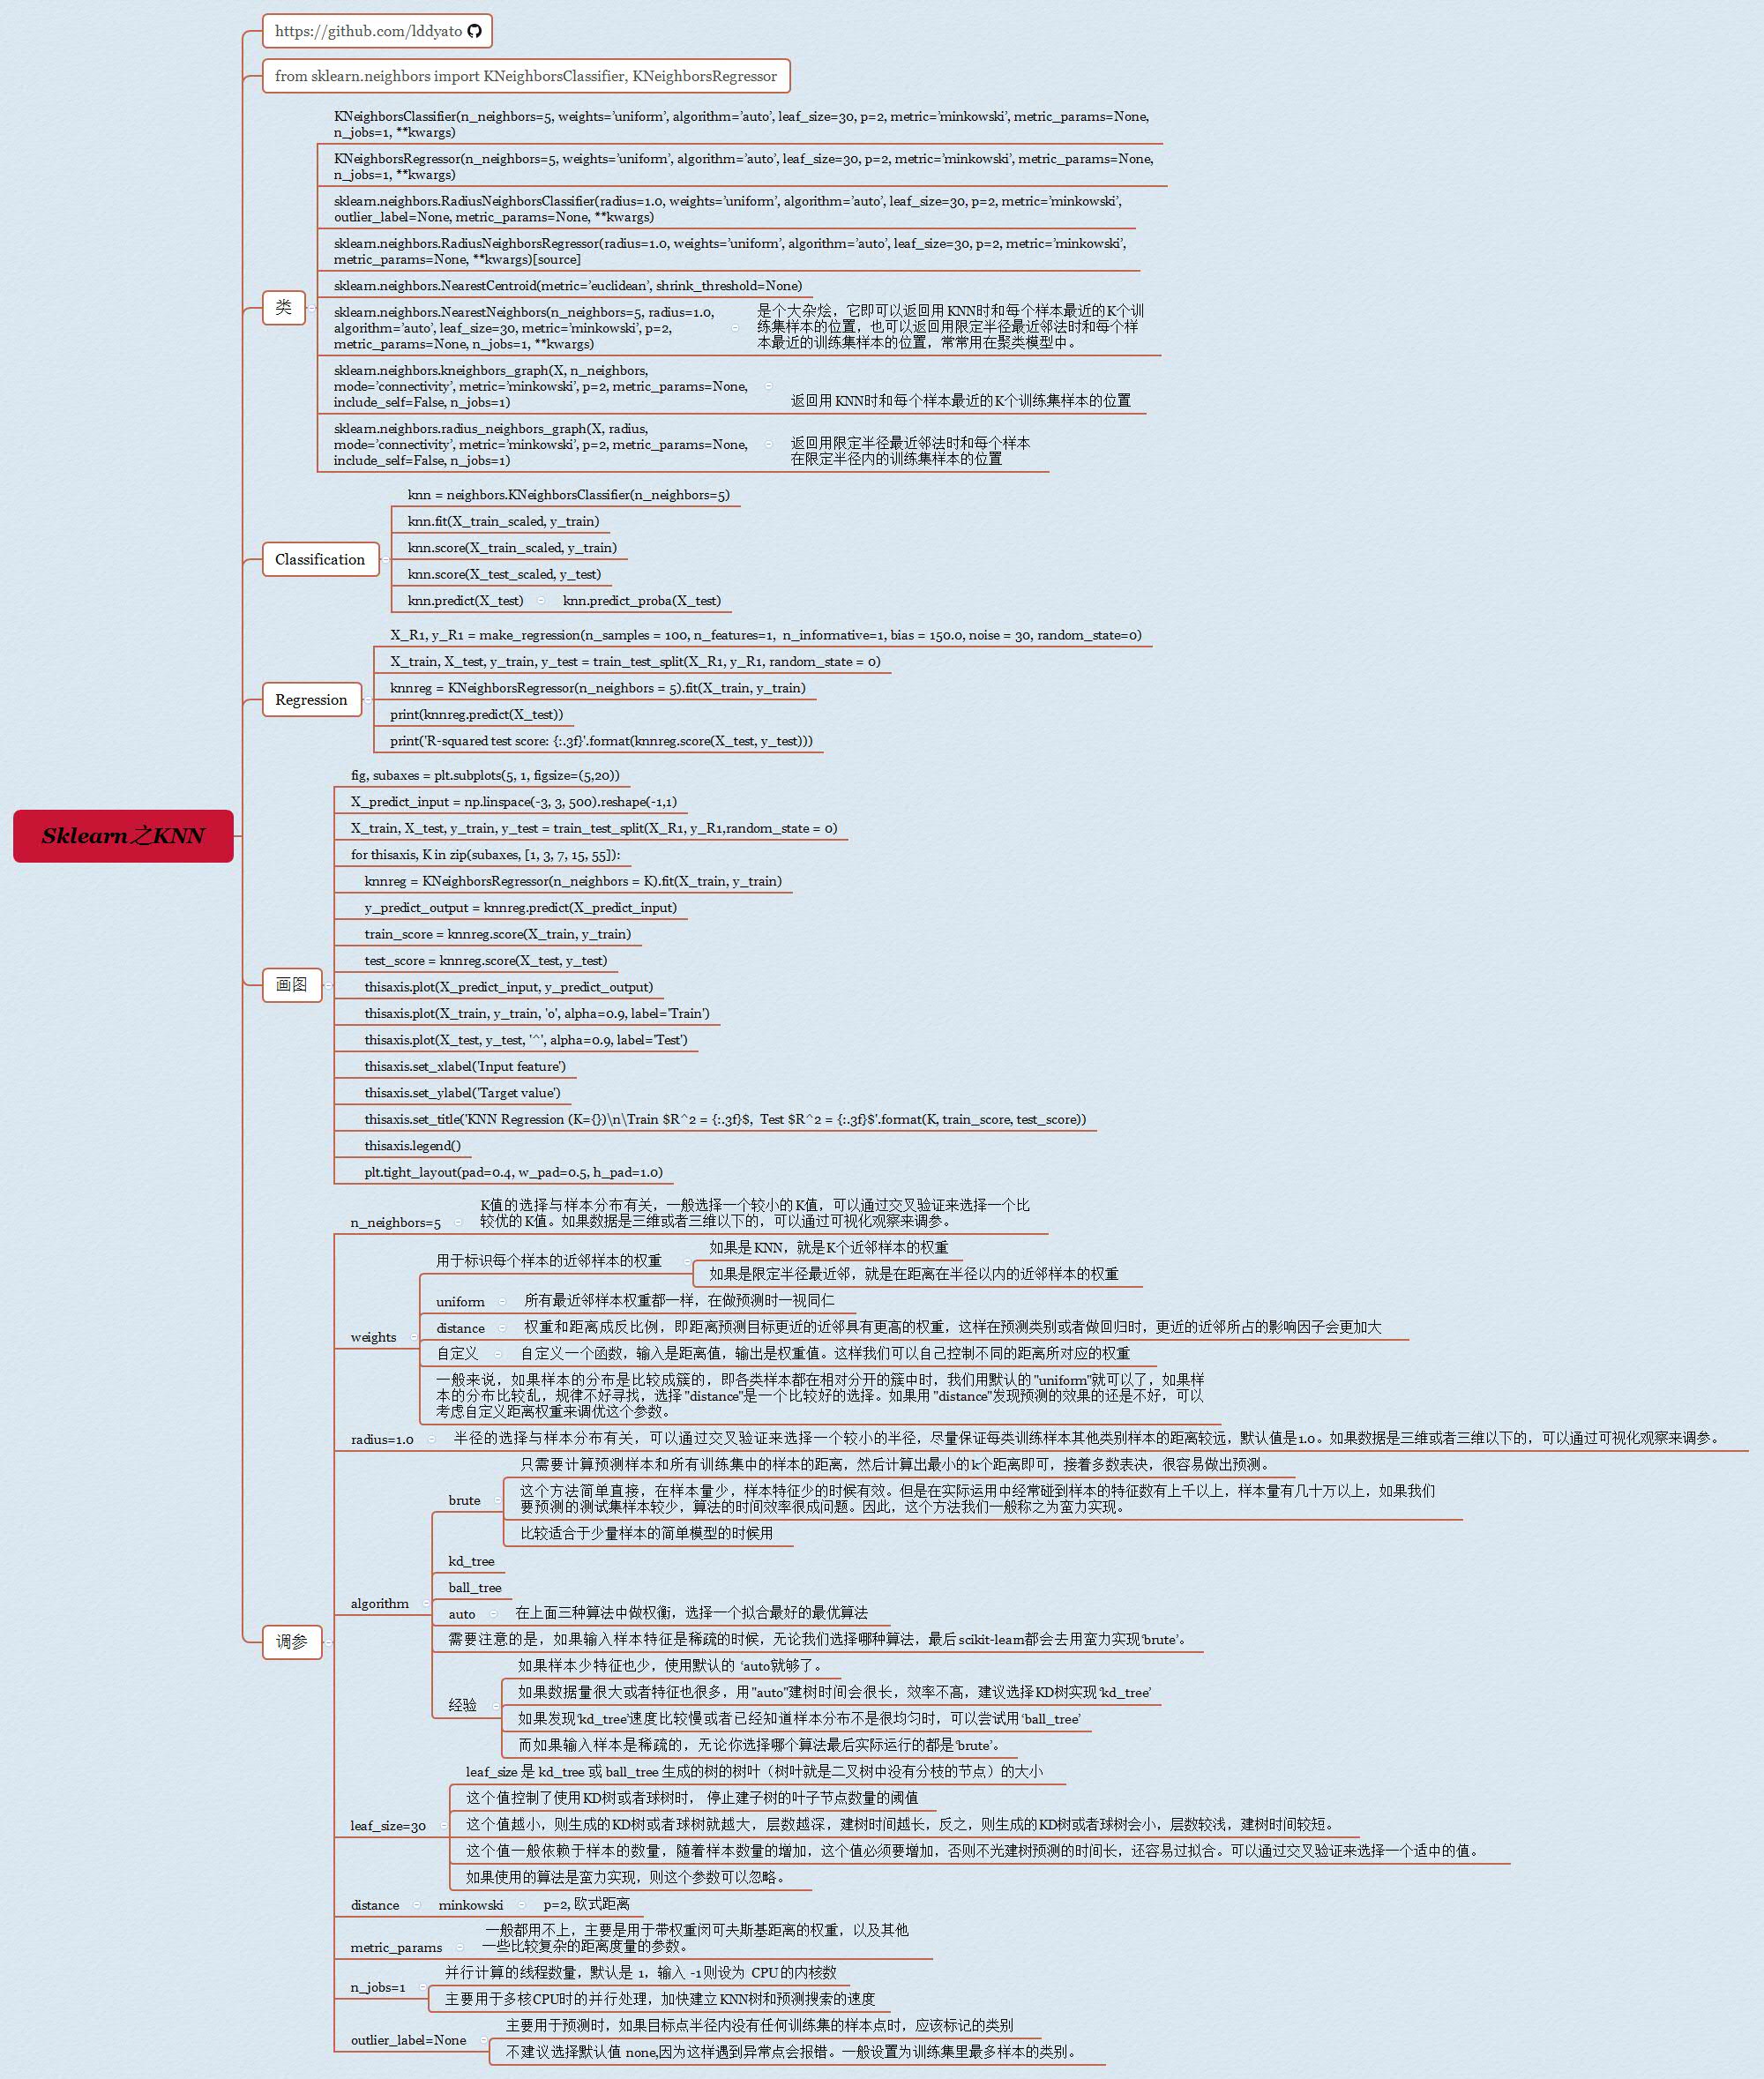 https://github.com/lddyato
from sklearn.neighbors import KNeighborsClassifier, KNeighborsRegressor
类
KNeighborsClassifier(n_neighbors=5, weights=’uniform’, algorithm=’auto’, leaf_size=30, p=2, metric=’minkowski’, metric_params=None,
n_jobs=1, **kwargs)
KNeighborsRegressor(n_neighbors=5, weights=’uniform’, algorithm=’auto’, leaf_size=30, p=2, metric=’minkowski’, metric_params=None,
n_jobs=1, **kwargs)
sklearn.neighbors.RadiusNeighborsClassifier(radius=1.0, weights=’uniform’, algorithm=’auto’, leaf_size=30, p=2, metric=’minkowski’,
outlier_label=None, metric_params=None, **kwargs)
sklearn.neighbors.RadiusNeighborsRegressor(radius=1.0, weights=’uniform’, algorithm=’auto’, leaf_size=30, p=2, metric=’minkowski’,
metric_params=None, **kwargs)[source]
sklearn.neighbors.NearestCentroid(metric=’euclidean’, shrink_threshold=None)
sklearn.neighbors.NearestNeighbors(n_neighbors=5, radius=1.0,
algorithm=’auto’, leaf_size=30, metric=’minkowski’, p=2,
metric_params=None, n_jobs=1, **kwargs)
是个大杂烩，它即可以返回用KNN时和每个样本最近的K个训
练集样本的位置，也可以返回用限定半径最近邻法时和每个样
本最近的训练集样本的位置，常常用在聚类模型中。
sklearn.neighbors.kneighbors_graph(X, n_neighbors,
mode=’connectivity’, metric=’minkowski’, p=2, metric_params=None,
include_self=False, n_jobs=1)
返回用KNN时和每个样本最近的K个训练集样本的位置
sklearn.neighbors.radius_neighbors_graph(X, radius,
mode=’connectivity’, metric=’minkowski’, p=2, metric_params=None,
include_self=False, n_jobs=1)
返回用限定半径最近邻法时和每个样本
在限定半径内的训练集样本的位置
Classification
knn = neighbors.KNeighborsClassifier(n_neighbors=5)
knn.fit(X_train_scaled, y_train)
knn.score(X_train_scaled, y_train)
knn.score(X_test_scaled, y_test)
knn.predict(X_test)
knn.predict_proba(X_test)
Regression
X_R1, y_R1 = make_regression(n_samples = 100, n_features=1,  n_informative=1, bias = 150.0, noise = 30, random_state=0)
X_train, X_test, y_train, y_test = train_test_split(X_R1, y_R1, random_state = 0)
knnreg = KNeighborsRegressor(n_neighbors = 5).fit(X_train, y_train)
print(knnreg.predict(X_test))
print('R-squared test score: {:.3f}'.format(knnreg.score(X_test, y_test)))
Sklearn之KNN
画图
fig, subaxes = plt.subplots(5, 1, figsize=(5,20))
X_predict_input = np.linspace(-3, 3, 500).reshape(-1,1)
X_train, X_test, y_train, y_test = train_test_split(X_R1, y_R1,random_state = 0)
for thisaxis, K in zip(subaxes, [1, 3, 7, 15, 55]):
knnreg = KNeighborsRegressor(n_neighbors = K).fit(X_train, y_train)
y_predict_output = knnreg.predict(X_predict_input)
train_score = knnreg.score(X_train, y_train)
test_score = knnreg.score(X_test, y_test)
thisaxis.plot(X_predict_input, y_predict_output)
thisaxis.plot(X_train, y_train, 'o', alpha=0.9, label='Train')
thisaxis.plot(X_test, y_test, '^', alpha=0.9, label='Test')
thisaxis.set_xlabel('Input feature')
thisaxis.set_ylabel('Target value')
thisaxis.set_title('KNN Regression (K={})\n\Train $R^2 = {:.3f}$,  Test $R^2 = {:.3f}$'.format(K, train_score, test_score))
thisaxis.legend()
plt.tight_layout(pad=0.4, w_pad=0.5, h_pad=1.0)
调参
n_neighbors=5
K值的选择与样本分布有关，一般选择一个较小的K值，可以通过交叉验证来选择一个比
较优的K值。如果数据是三维或者三维以下的，可以通过可视化观察来调参。
weights
用于标识每个样本的近邻样本的权重
如果是KNN，就是K个近邻样本的权重
如果是限定半径最近邻，就是在距离在半径以内的近邻样本的权重
uniform
所有最近邻样本权重都一样，在做预测时一视同仁
distance
权重和距离成反比例，即距离预测目标更近的近邻具有更高的权重，这样在预测类别或者做回归时，更近的近邻所占的影响因子会更加大
自定义
自定义一个函数，输入是距离值，输出是权重值。这样我们可以自己控制不同的距离所对应的权重
一般来说，如果样本的分布是比较成簇的，即各类样本都在相对分开的簇中时，我们用默认的"uniform"就可以了，如果样
本的分布比较乱，规律不好寻找，选择"distance"是一个比较好的选择。如果用"distance"发现预测的效果的还是不好，可以
考虑自定义距离权重来调优这个参数。
radius=1.0
半径的选择与样本分布有关，可以通过交叉验证来选择一个较小的半径，尽量保证每类训练样本其他类别样本的距离较远，默认值是1.0。如果数据是三维或者三维以下的，可以通过可视化观察来调参。
algorithm
brute
只需要计算预测样本和所有训练集中的样本的距离，然后计算出最小的k个距离即可，接着多数表决，很容易做出预测。
这个方法简单直接，在样本量少，样本特征少的时候有效。但是在实际运用中经常碰到样本的特征数有上千以上，样本量有几十万以上，如果我们
要预测的测试集样本较少，算法的时间效率很成问题。因此，这个方法我们一般称之为蛮力实现。
比较适合于少量样本的简单模型的时候用
kd_tree
ball_tree
auto
在上面三种算法中做权衡，选择一个拟合最好的最优算法
需要注意的是，如果输入样本特征是稀疏的时候，无论我们选择哪种算法，最后scikit-learn都会去用蛮力实现‘brute’。
经验
如果样本少特征也少，使用默认的 ‘auto就够了。
如果数据量很大或者特征也很多，用"auto"建树时间会很长，效率不高，建议选择KD树实现‘kd_tree’
如果发现‘kd_tree’速度比较慢或者已经知道样本分布不是很均匀时，可以尝试用‘ball_tree’
而如果输入样本是稀疏的，无论你选择哪个算法最后实际运行的都是‘brute’。
leaf_size=30
leaf_size 是 kd_tree 或 ball_tree 生成的树的树叶（树叶就是二叉树中没有分枝的节点）的大小
这个值控制了使用KD树或者球树时， 停止建子树的叶子节点数量的阈值
这个值越小，则生成的KD树或者球树就越大，层数越深，建树时间越长，反之，则生成的KD树或者球树会小，层数较浅，建树时间较短。
这个值一般依赖于样本的数量，随着样本数量的增加，这个值必须要增加，否则不光建树预测的时间长，还容易过拟合。可以通过交叉验证来选择一个适中的值。
如果使用的算法是蛮力实现，则这个参数可以忽略。
distance
minkowski
p=2, 欧式距离
metric_params
一般都用不上，主要是用于带权重闵可夫斯基距离的权重，以及其他
一些比较复杂的距离度量的参数。
n_jobs=1
并行计算的线程数量，默认是 1，输入 -1 则设为 CPU 的内核数
主要用于多核CPU时的并行处理，加快建立KNN树和预测搜索的速度
outlier_label=None
主要用于预测时，如果目标点半径内没有任何训练集的样本点时，应该标记的类别
不建议选择默认值 none,因为这样遇到异常点会报错。一般设置为训练集里最多样本的类别。